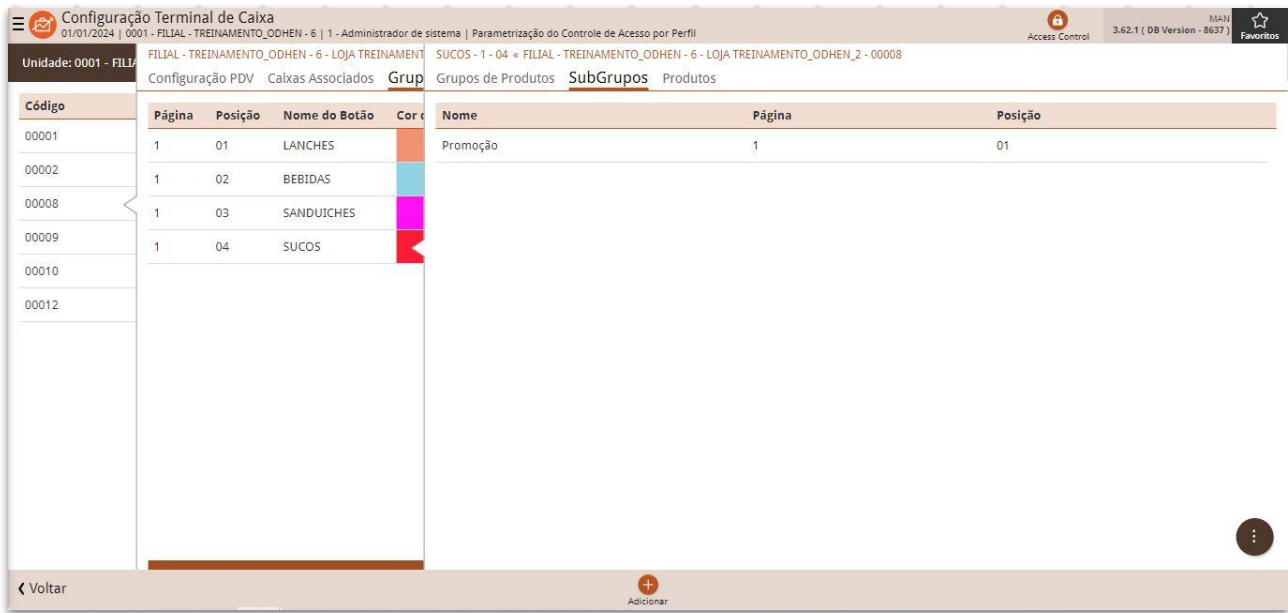 Configuração Terminal de Caixa
01/01/2024 | 0001 - FILIAL - TREINAMENTO_ODHEN - 6 | 1 - Administrador de sistema | Parametrização do Controle de Acesso por Perfil
Access Control
MAN
3.62.1 ( DB Version - 8637 )
Favoritos
Unidade: 0001 - FILIA
Código
00001
00002
00008
00009
00010
00012
FILIAL - TREINAMENTO_ODHEN - 6 - LOJA TREINAMENT
Configuração PDV Caixas Associados Grup
Página Posição Nome do Botão Cor
1 01 LANCHES
1 02 BEBIDAS
1 03 SANDUICHES
1 04 SUCOS
SUCOS - 1 - 04 « FILIAL - TREINAMENTO_ODHEN - 6 - LOJA TREINAMENTO_ODHEN_2 - 00008
Grupos de Produtos SubGrupos Produtos
Nome Página Posição
Promoção 1 01
Voltar
Adicionar